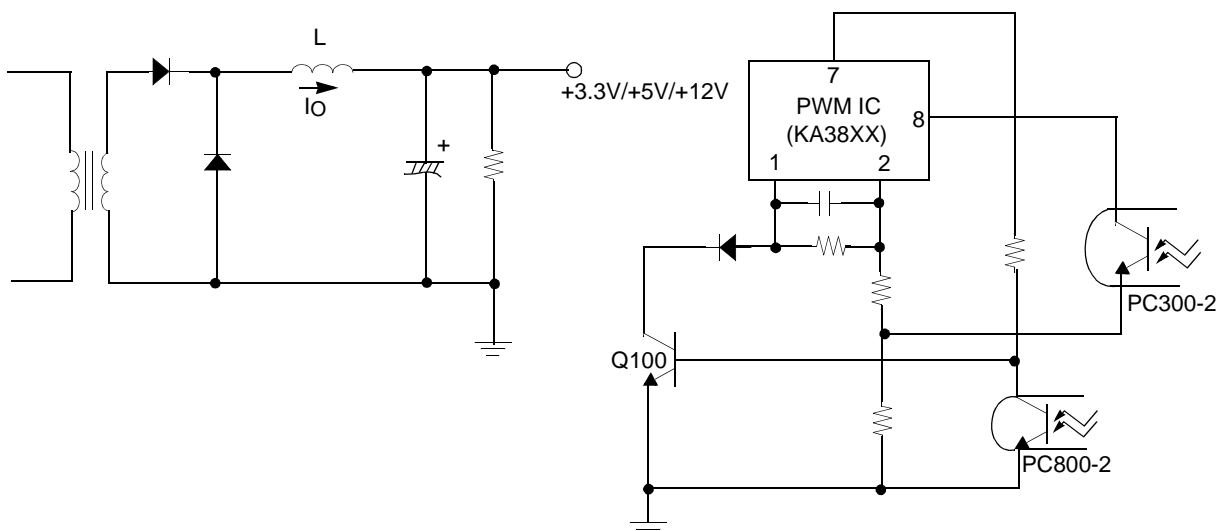 L
IO
+
+3.3V/+5V/+12V
7
PWM IC
(KA38XX)
8
1
2
PC300-2
Q100
PC800-2